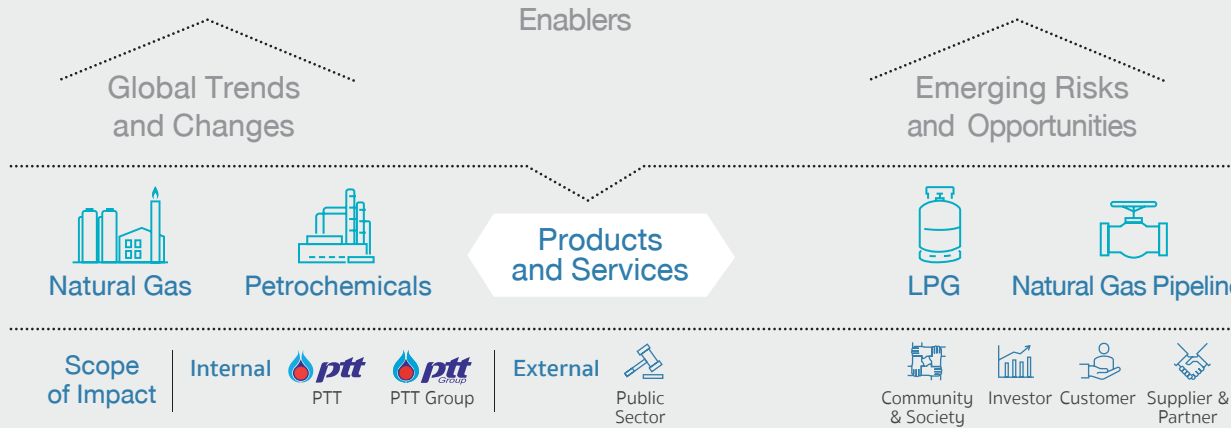 Enablers
Global Trends
and Changes
Emerging Risks
and Opportunities
Natural Gas
Petrochemicals
Products
and Services
LPG
Natural Gas Pipeline
Scope
of Impact
Internal
ptt
PTT
ptt
Group
PTT Group
External
Public
Sector
Community
& Society
Investor
Customer
Supplier &
Partner